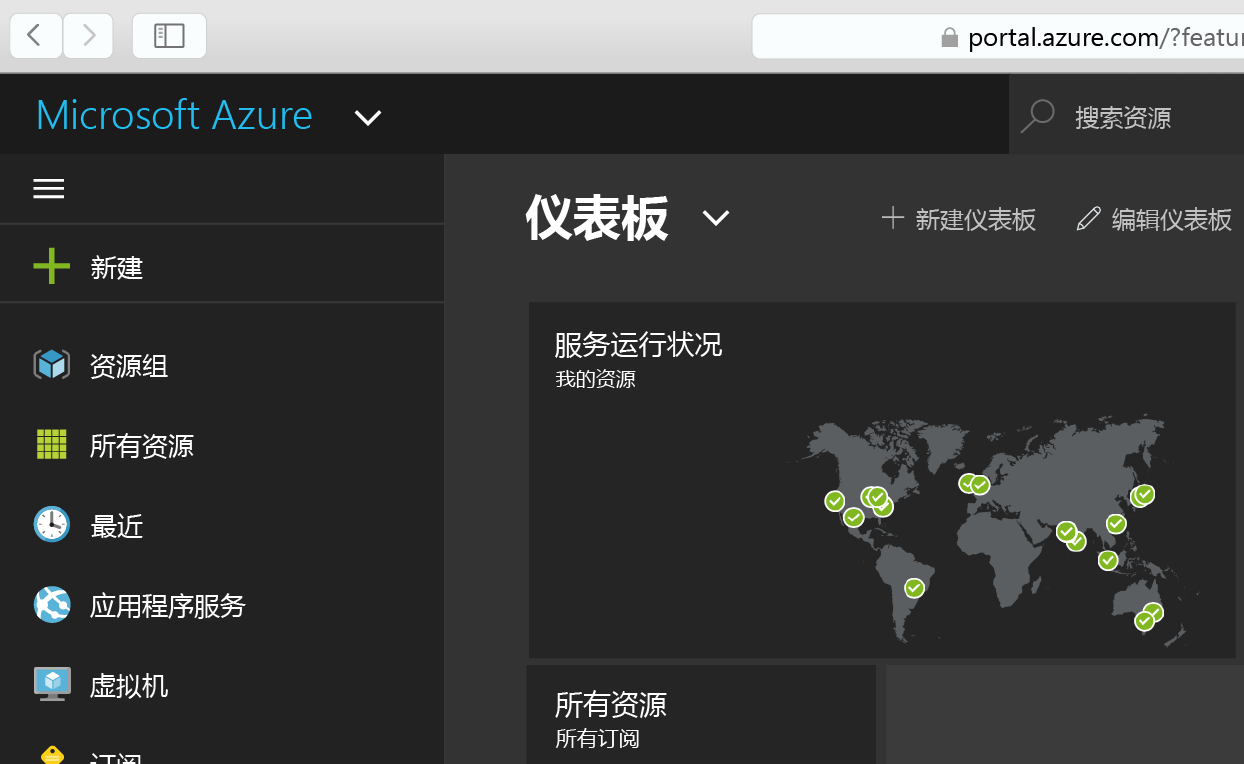 portal.azure.com/?featur
Microsoft Azure
搜索资源
仪表板
新建仪表板
编辑仪表板
新建
资源组
所有资源
最近
应用程序服务
虚拟机
订阅
服务运行状况
我的资源
所有资源
所有订阅